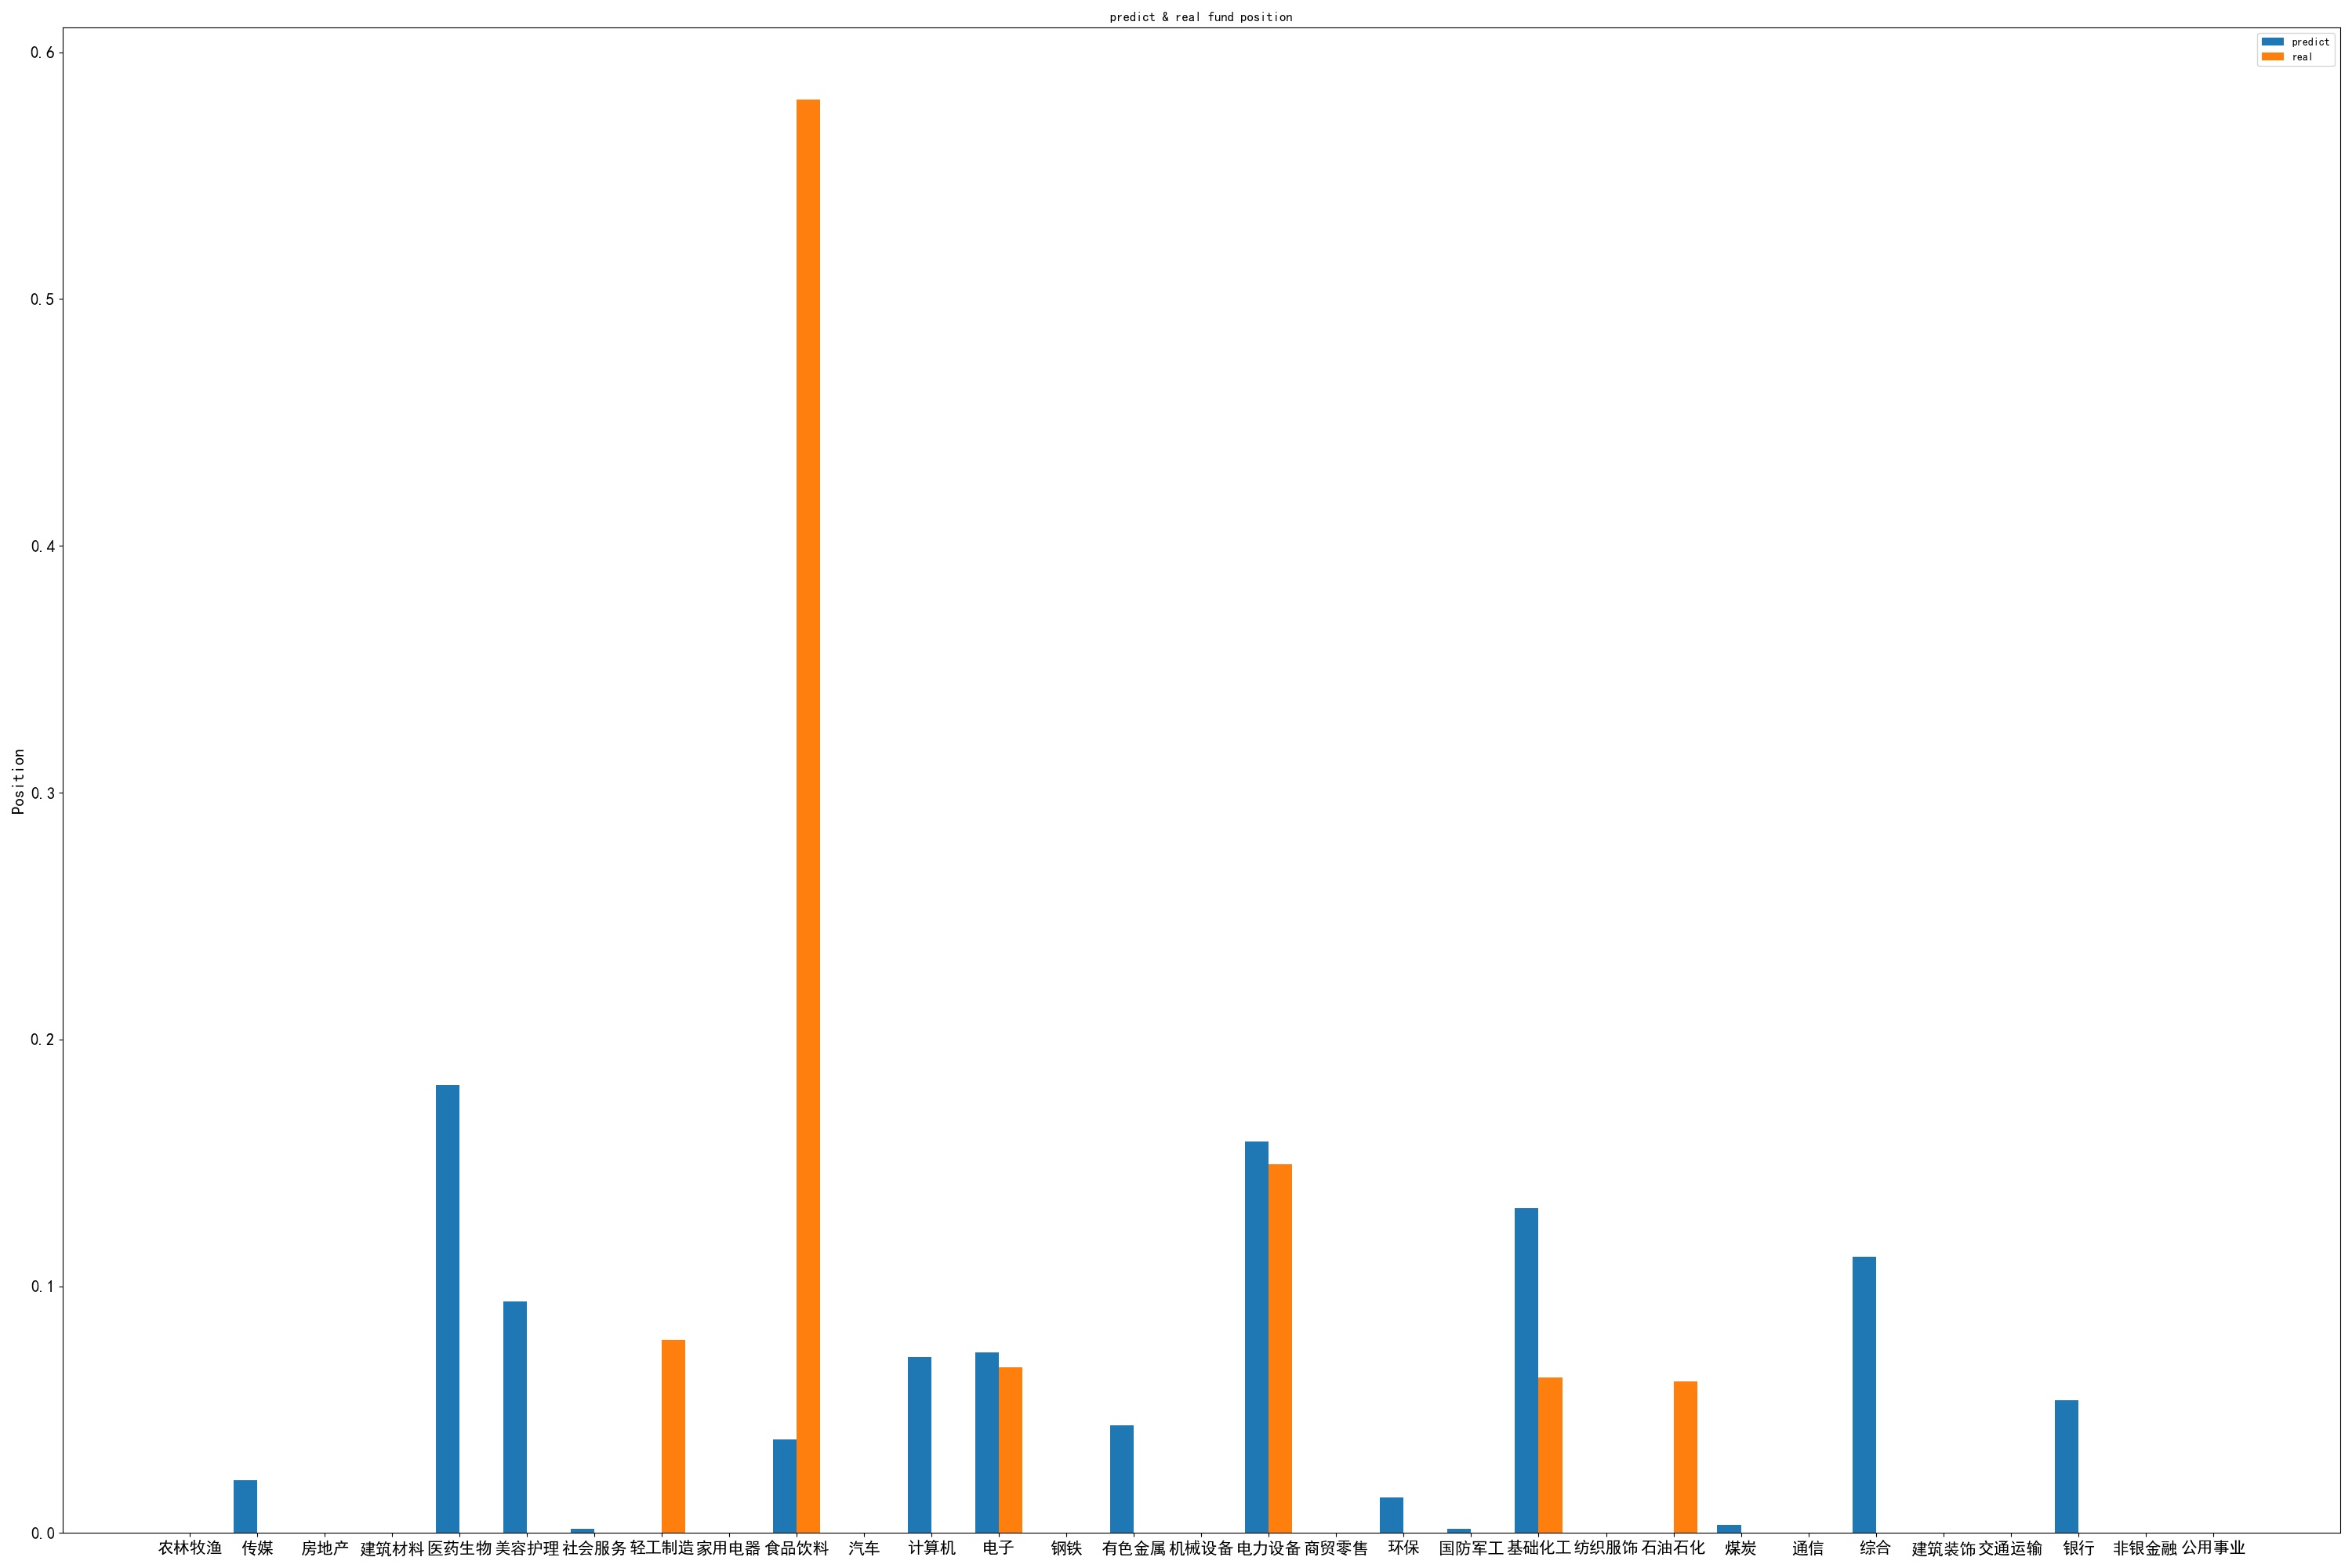 predict & real fund position
predict
real
Position
0.6
0.5
0.4
0.3
0.2
0.1
0.0
农林牧渔 传媒 房地产 建筑材料 医药生物 美容护理 社会服务 轻工制造 家用电器 食品饮料 汽车 计算机 电子 钢铁 有色金属 机械设备 电力设备 商贸零售 环保 国防军工 基础化工 纺织服饰 石油石化 煤炭 通信 综合 建筑装饰 交通运输 银行 非银金融 公用事业